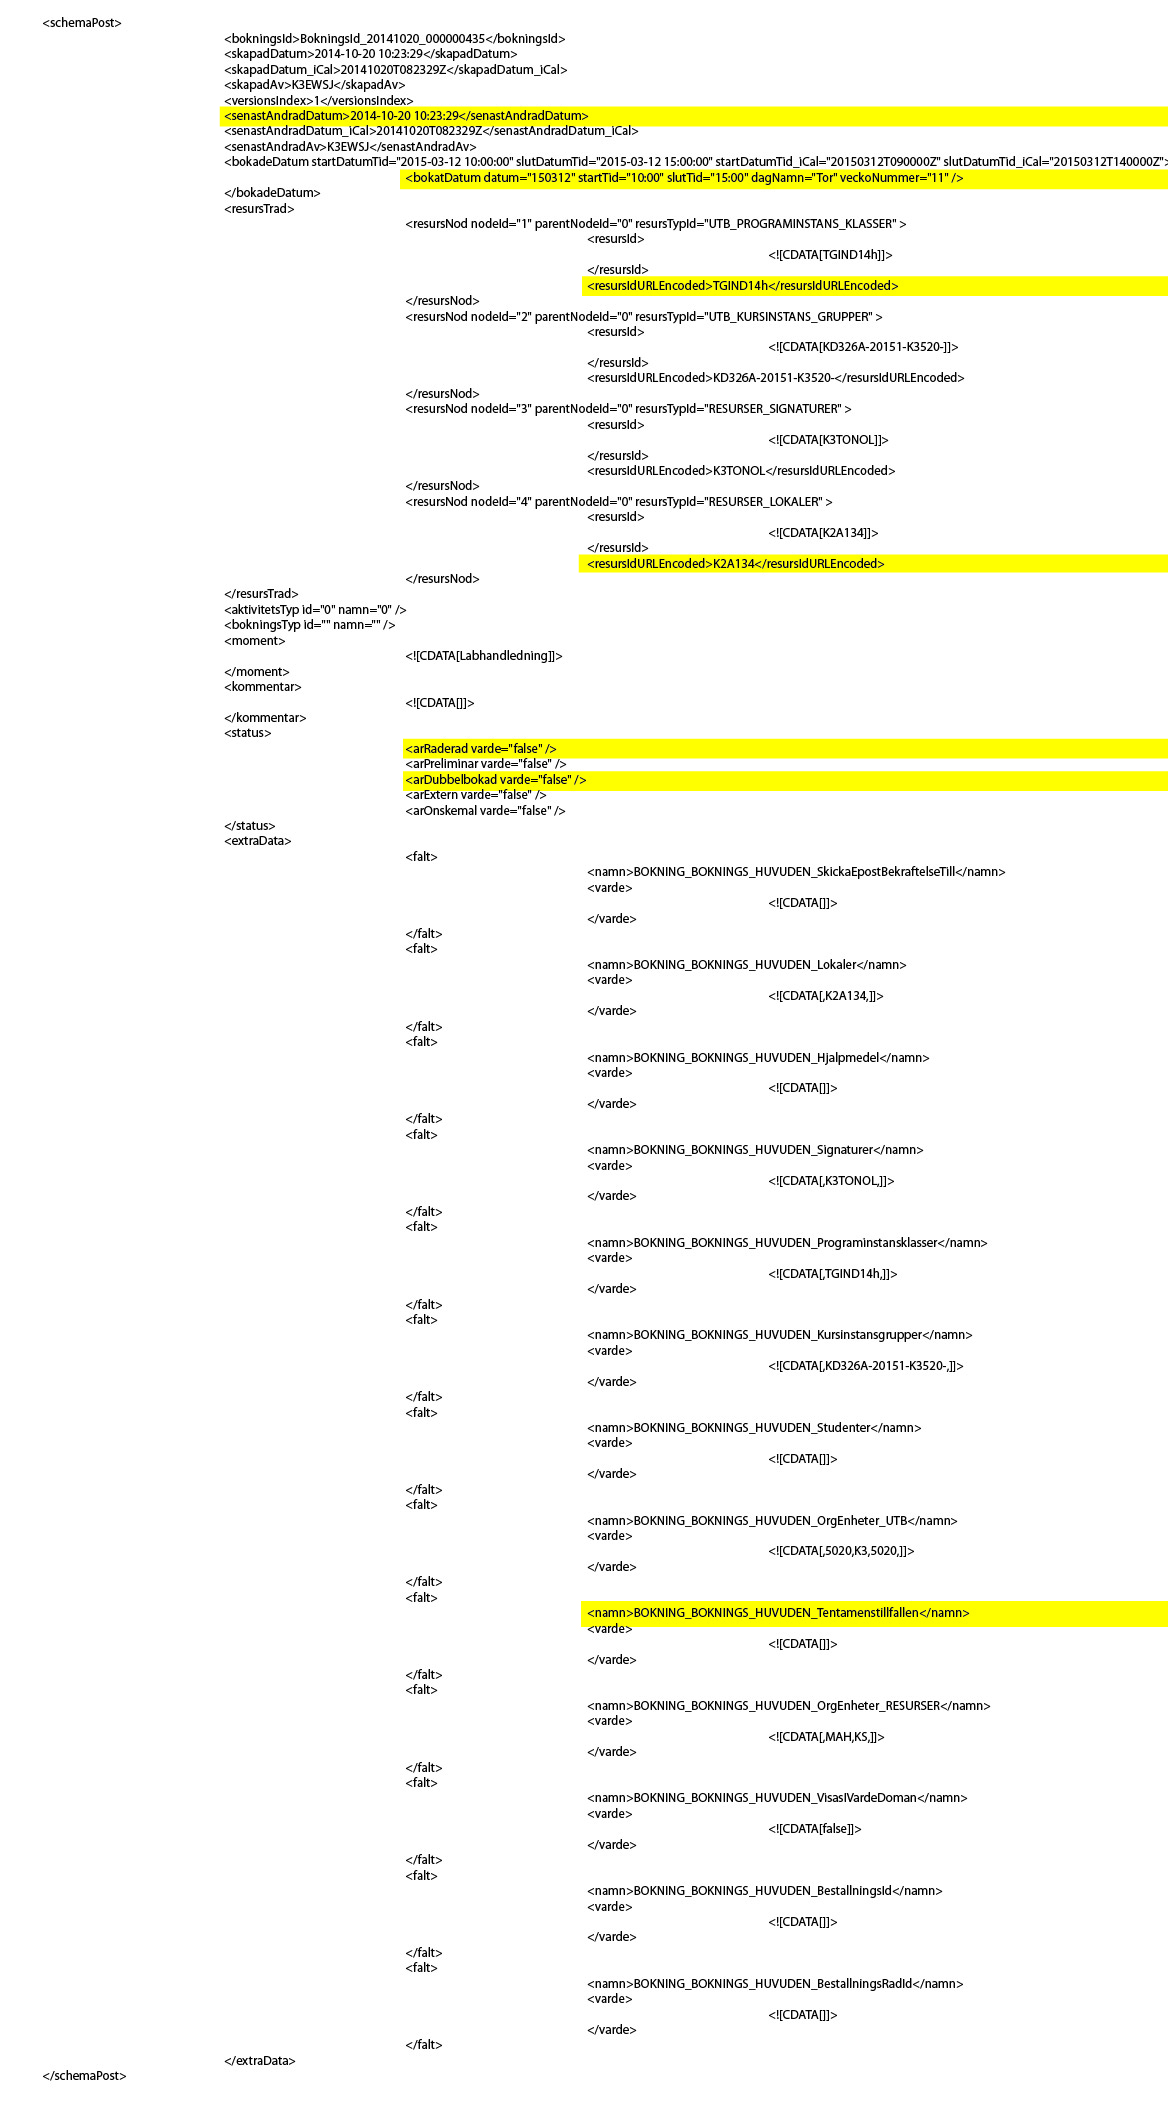 <schemaPost>
<bokningsId>BokningsId_20141020_000000435</bokningsId>
<skapadDatum>2014-10-20 10:23:29</skapadDatum>
<skapadDatum_iCal>20141020T082329Z</skapadDatum_iCal>
<skapadAv>K3EWSJ</skapadAv>
<versionsIndex>1</versionsIndex>
<senastAndradDatum>2014-10-20 10:23:29</senastAndradDatum>
<senastAndradDatum_iCal>20141020T082329Z</senastAndradDatum_iCal>
<senastAndradAv>K3EWSJ</senastAndradAv>
<bokadeDatum startDatumTid="2015-03-12 10:00:00" slutDatumTid="2015-03-12 15:00:00" startDatumTid_iCal="20150312T090000Z" slutDatumTid_iCal="20150312T140000Z">
<bokatDatum datum="150312" startTid="10:00" slutTid="15:00" dagNamn="Tor" veckoNummer="11" />
</bokadeDatum>
<resursTrad>
<resursNod nodeId="1" parentNodeId="0" resursTypId="UTB_PROGRAMINSTANS_KLASSER" >
<resursId>
<![CDATA[TGIND14h]]>
</resursId>
<resursIdURLEncoded>TGIND14h</resursIdURLEncoded>
</resursNod>
<resursNod nodeId="2" parentNodeId="0" resursTypId="UTB_KURSINSTANS_GRUPPER" >
<resursId>
<![CDATA[KD326A-20151-K3520-]]>
</resursId>
<resursIdURLEncoded>KD326A-20151-K3520-</resursIdURLEncoded>
</resursNod>
<resursNod nodeId="3" parentNodeId="0" resursTypId="RESURSER_SIGNATURER" >
<resursId>
<![CDATA[K3TONOL]]>
</resursId>
<resursIdURLEncoded>K3TONOL</resursIdURLEncoded>
</resursNod>
<resursNod nodeId="4" parentNodeId="0" resursTypId="RESURSER_LOKALER" >
<resursId>
<![CDATA[K2A134]]>
</resursId>
<resursIdURLEncoded>K2A134</resursIdURLEncoded>
</resursNod>
</resursTrad>
<aktivitetsTyp id="0" namn="0" />
<bokningsTyp id="" namn="" />
<moment>
<![CDATA[Labhandledning]]>
</moment>
<kommentar>
<![CDATA[]]>
</kommentar>
<status>
<arRaderad varde="false" />
<arPreliminar varde="false" />
<arDubbelbokad varde="false" />
<arExtern varde="false" />
<arOnskemal varde="false" />
</status>
<extraData>
<falt>
<namn>BOKNING_BOKNINGS_HUVUDEN_SkickaEpostBekraftelseTill</namn>
<varde>
<![CDATA[]]>
</varde>
</falt>
<falt>
<namn>BOKNING_BOKNINGS_HUVUDEN_Lokaler</namn>
<varde>
<![CDATA[,K2A134,]]>
</varde>
</falt>
<falt>
<namn>BOKNING_BOKNINGS_HUVUDEN_Hjalpmedel</namn>
<varde>
<![CDATA[]]>
</varde>
</falt>
<falt>
<namn>BOKNING_BOKNINGS_HUVUDEN_Signaturer</namn>
<varde>
<![CDATA[,K3TONOL,]]>
</varde>
</falt>
<falt>
<namn>BOKNING_BOKNINGS_HUVUDEN_Programinstansklasser</namn>
<varde>
<![CDATA[,TGIND14h,]]>
</varde>
</falt>
<falt>
<namn>BOKNING_BOKNINGS_HUVUDEN_Kursinstansgrupper</namn>
<varde>
<![CDATA[,KD326A-20151-K3520-,]]>
</varde>
</falt>
<falt>
<namn>BOKNING_BOKNINGS_HUVUDEN_Studenter</namn>
<varde>
<![CDATA[]]>
</varde>
</falt>
<falt>
<namn>BOKNING_BOKNINGS_HUVUDEN_OrgEnheter_UTB</namn>
<varde>
<![CDATA[,5020,K3,5020,]]>
</varde>
</falt>
<falt>
<namn>BOKNING_BOKNINGS_HUVUDEN_Tentamenstillfallen</namn>
<varde>
<![CDATA[]]>
</varde>
</falt>
<falt>
<namn>BOKNING_BOKNINGS_HUVUDEN_OrgEnheter_RESURSER</namn>
<varde>
<![CDATA[,MAH,KS,]]>
</varde>
</falt>
<falt>
<namn>BOKNING_BOKNINGS_HUVUDEN_VisasIVardeDoman</namn>
<varde>
<![CDATA[false]]>
</varde>
</falt>
<falt>
<namn>BOKNING_BOKNINGS_HUVUDEN_BestallningsId</namn>
<varde>
<![CDATA[]]>
</varde>
</falt>
<falt>
<namn>BOKNING_BOKNINGS_HUVUDEN_BestallningsRadId</namn>
<varde>
<![CDATA[]]>
</varde>
</falt>
</extraData>
</schemaPost>